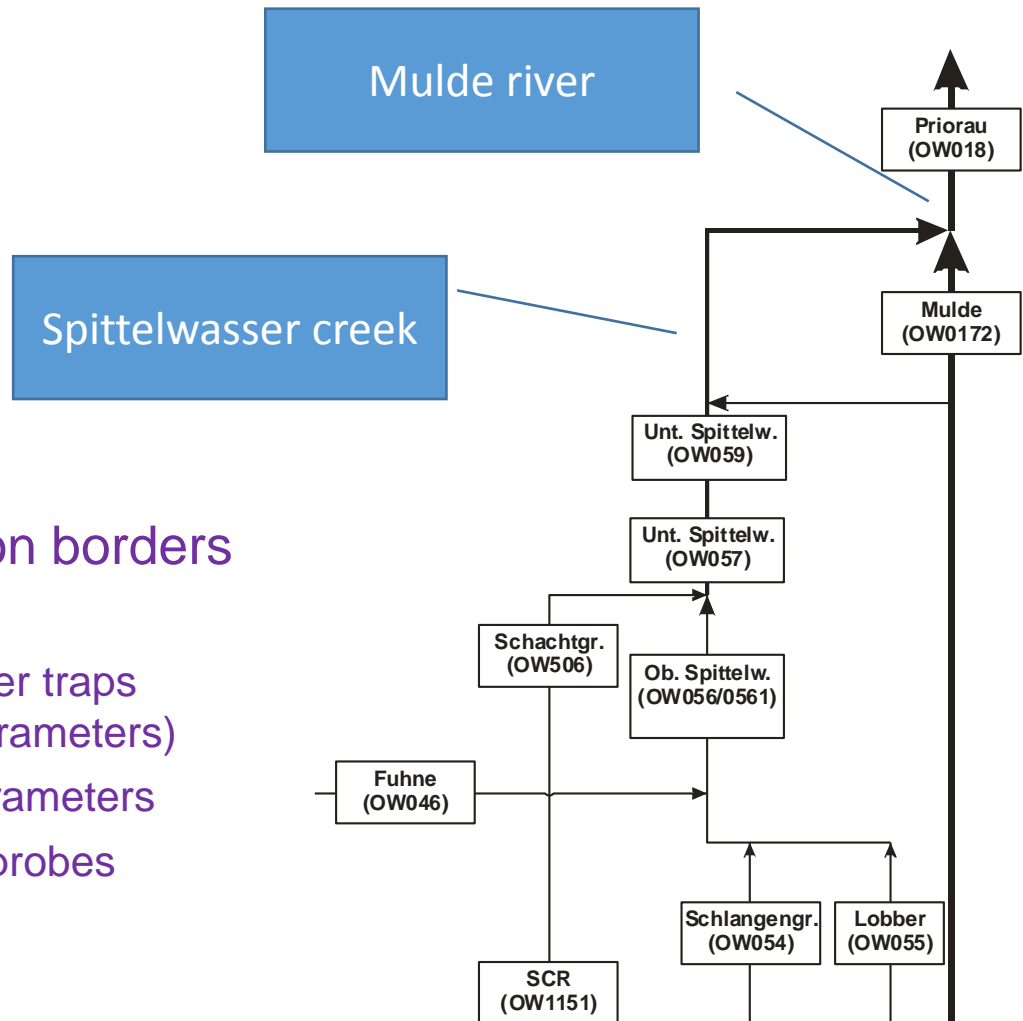 Mulde river
Priorau
(OW018)
Spittelwasser creek
Mulde
(OW0172)
Unt. Spittelw.
(OW059)
on borders
Unt. Spittelw.
(OW057)
Schachtgr.
(OW506)
Ob. Spittelw.
(OW056/0561)
er traps
rameters)
rameters
probes
Fuhne
(OW046)
Schlangengr.
(OW054)
Lobber
(OW055)
SCR
(OW1151)